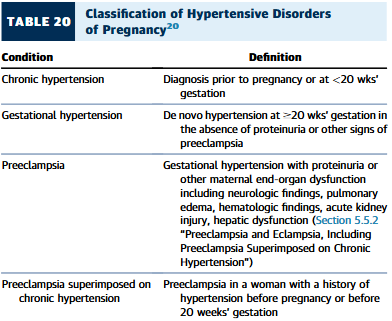 TABLE 20
Classification of Hypertensive Disorders
of Pregnancy20
Condition Definition
Chronic hypertension Diagnosis prior to pregnancy or at <20 wks'
gestation
Gestational hypertension De novo hypertension at ≥20 wks' gestation in
the absence of proteinuria or other signs of
preeclampsia
Preeclampsia Gestational hypertension with proteinuria or
other maternal end-organ dysfunction
including neurologic findings, pulmonary
edema, hematologic findings, acute kidney
injury, hepatic dysfunction (Section 5.5.2
"Preeclampsia and Eclampsia, Including
Preeclampsia Superimposed on Chronic
Hypertension")
Preeclampsia superimposed on Preeclampsia in a woman with a history of
chronic hypertension hypertension before pregnancy or before
20 weeks' gestation